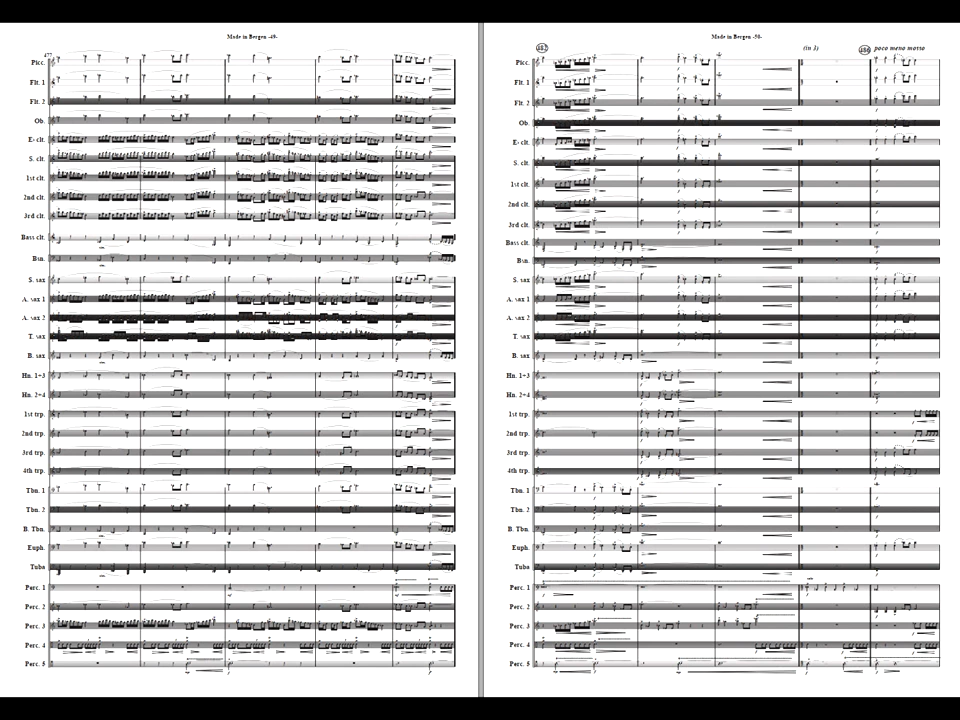 Made in Bergen -49-
477
Picc.
Flt. 1
Flt. 2
Ob.
E♭ clt.
S. clt.
1st clt.
2nd clt.
3rd clt.
Bass clt.
Bsn.
S. sax
A. sax 1
A. sax 2
T. sax
B. sax
Hn. 1+3
Hn. 2+4
1st trp.
2nd trp.
3rd trp.
4th trp.
Tbn. 1
Tbn. 2
B. Tbn.
Euph.
Tuba
Perc. 1
Perc. 2
Perc. 3
Perc. 4
Perc. 5
Made in Bergen -50-
482
(in 3)
486
poco meno mosso
Picc.
Flt. 1
Flt. 2
Ob.
E♭ clt.
S. clt.
1st clt.
2nd clt.
3rd clt.
Bass clt.
Bsn.
S. sax
A. sax 1
A. sax 2
T. sax
B. sax
Hn. 1+3
Hn. 2+4
1st trp.
2nd trp.
3rd trp.
4th trp.
Tbn. 1
Tbn. 2
B. Tbn.
Euph.
Tuba
Perc. 1
Perc. 2
Perc. 3
Perc. 4
Perc. 5